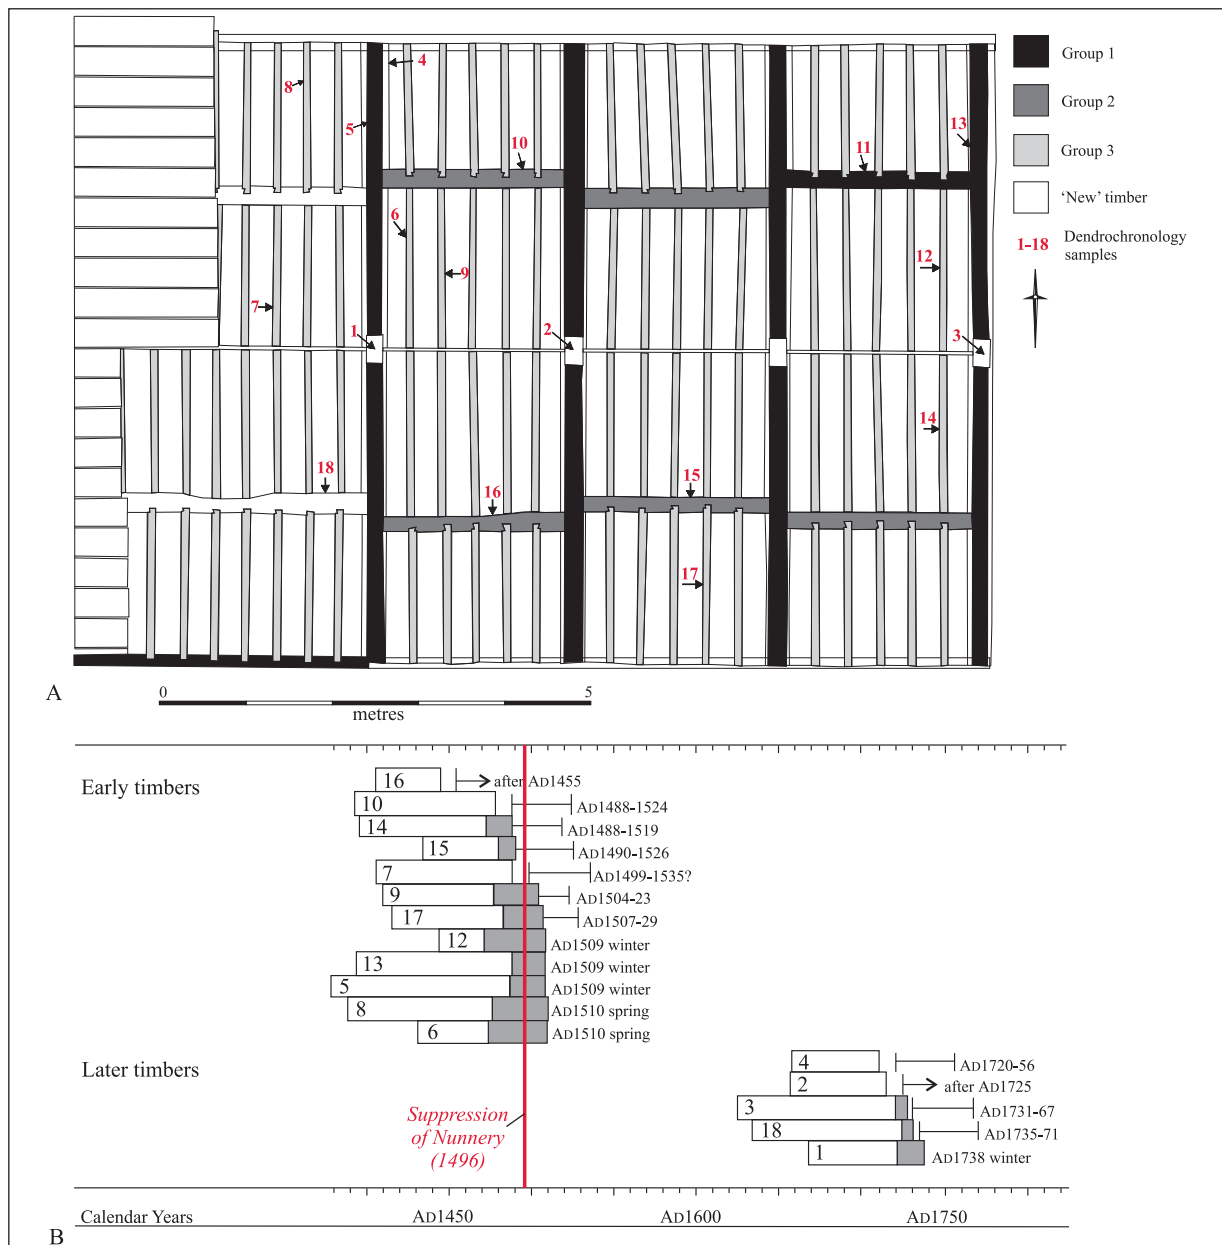 Group 1
4
8
5
13
Group 2
10
11
Group 3
6
'New' timber
9
12
1-18 Dendrochronology
samples
7
1
2
3
14
18
16
15
17
A
0
5
metres
Early timbers
16
after AD1455
10
AD1488-1524
14
AD1488-1519
15
AD1490-1526
7
AD1499-1535?
9
AD1504-23
17
AD1507-29
12
AD1509 winter
13
AD1509 winter
5
AD1509 winter
8
AD1510 spring
6
AD1510 spring
Later timbers
4
AD1720-56
2
after AD1725
3
AD1731-67
18
AD1735-71
1
AD1738 winter
Suppression
of Nunnery
(1496)
Calendar Years
AD1450
AD1600
AD1750
B